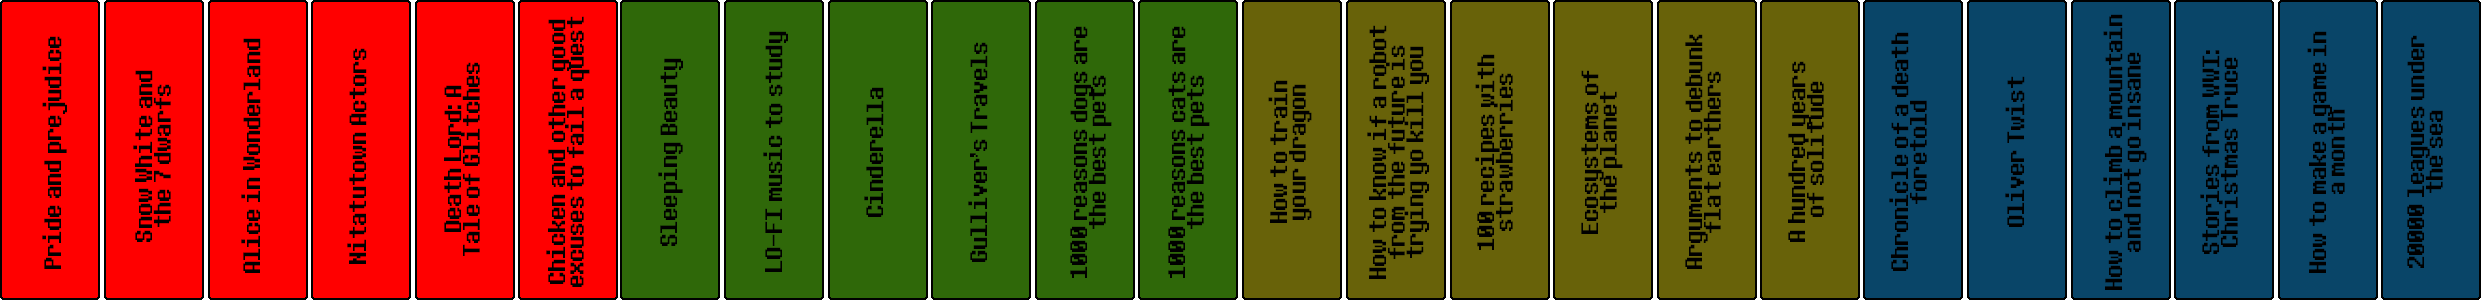 Pride and prejudice
Snow White and
the 7 dwarfs
Alice in Wonderland
Kitatutown Actors
Death Lord: A
Tale of Glitches
Chicken and other good
excuses to fail a quest
Sleeping Beauty
LO-FI music to study
Cinderella
Gulliver's Travels
1000 reasons dogs are
the best pets
1000 reasons cats are
the best pets
How to train
your dragon
How to know if a robot
from the future is
trying yo kill you
100 recipes with
strawberries
Ecosystems of
the planet
Arguments to debunk
flat earthers
A hundred years
of solitude
Chronicle of a death
foretold
Oliver Twist
How to climb a mountain
and not go insane
Stories from WWI:
Christmas Truce
How to make a game in
a month
20000 leagues under
the sea